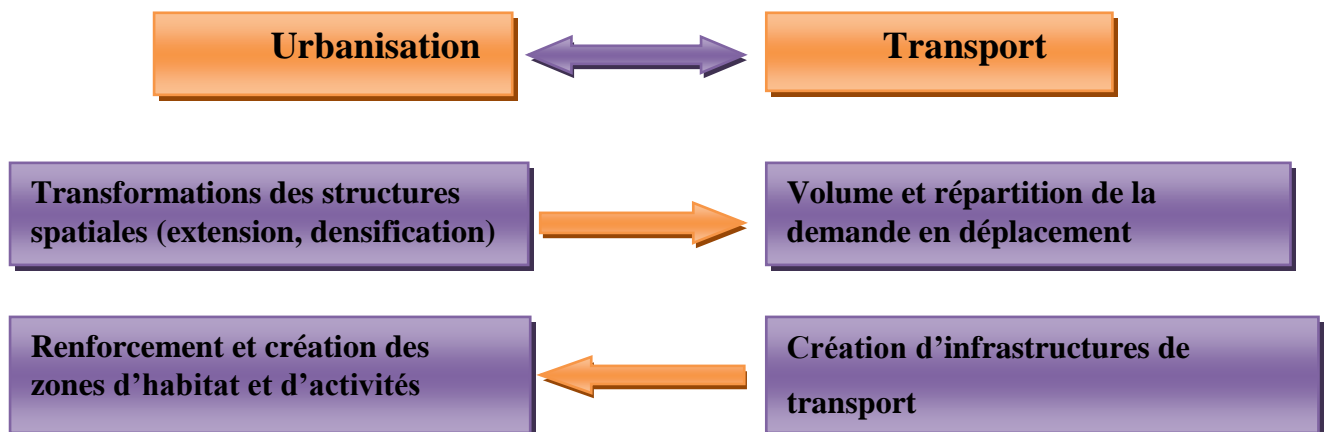 Urbanisation
Transport
Transformations des structures
spatiales (extension, densification)
Volume et répartition de la
demande en déplacement
Renforcement et création des
zones d’habitat et d’activités
Création d’infrastructures de
transport